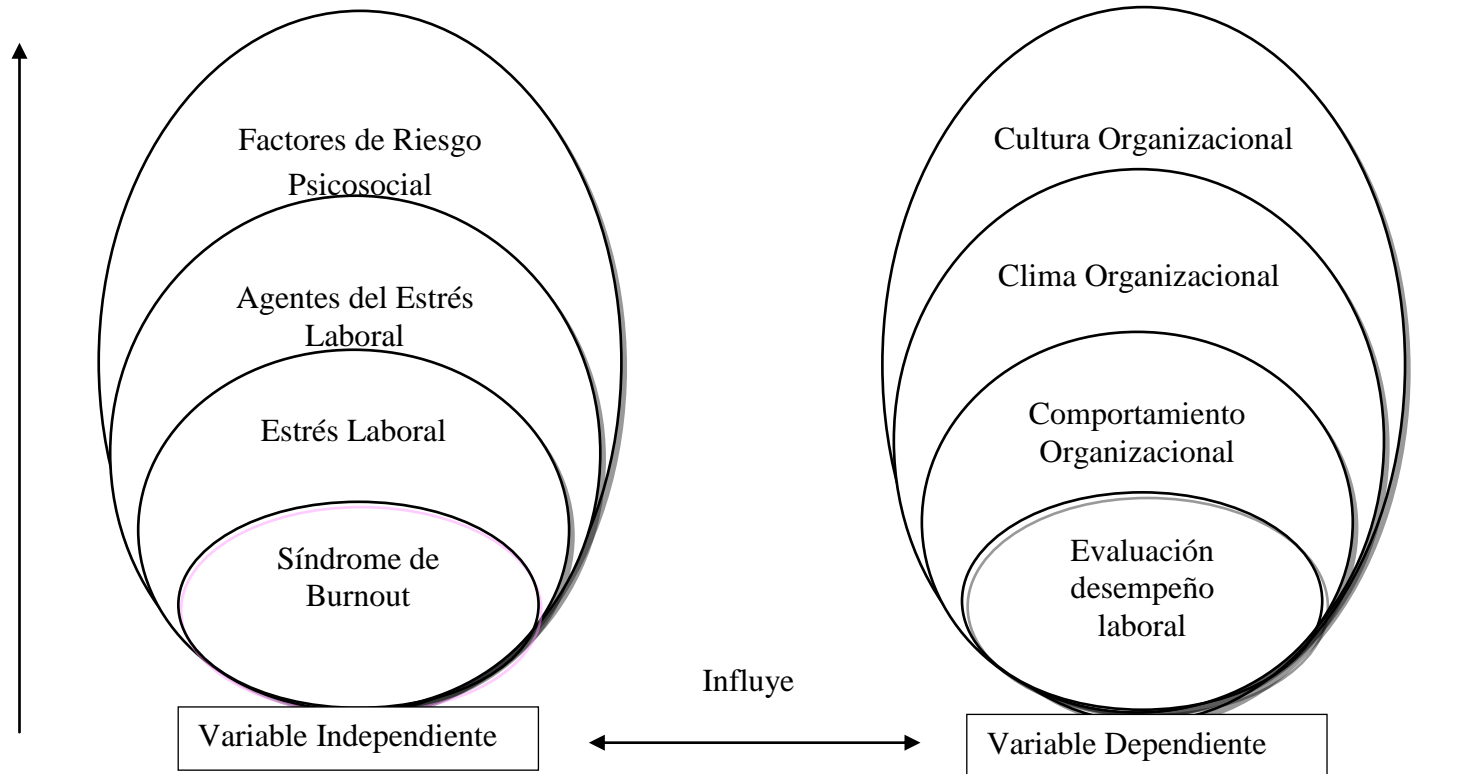 Factores de Riesgo
Psicosocial
Agentes del Estrés
Laboral
Estrés Laboral
Síndrome de
Burnout
Variable Independiente
Influye
Cultura Organizacional
Clima Organizacional
Comportamiento
Organizacional
Evaluación
desempeño
laboral
Variable Dependiente